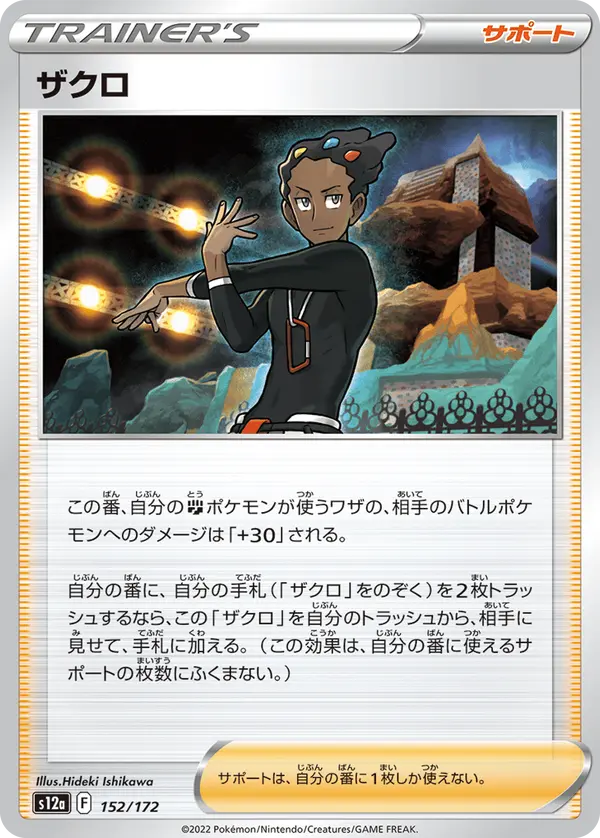 TRAINER'S サポート
ザクロ
この番、自分の闘ポケモンが使うワザの、相手のバトルポケ
モンへのダメージは「+30」される。
自分の番に、自分の手札(「ザクロ」をのぞく)を2枚トラッ
シュするなら、この「ザクロ」を自分のトラッシュから、相手に
見せて、手札に加える。(この効果は、自分の番に使えるサ
ポートの枚数にふくまない。)
Illus.Hideki Ishikawa
サポートは、自分の番に1枚しか使えない。
s12a F 152/172
©2022 Pokémon/Nintendo/Creatures/GAME FREAK.